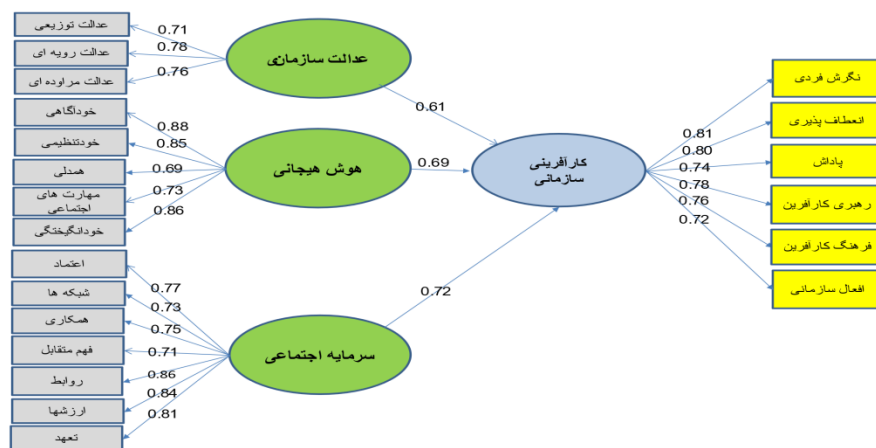 عدالت توزیعی
عدالت رویه ای
عدالت مراوده ای
0.71
0.78
0.76
عدالت سازمانی
خودآگاهی
خودتنظیمی
همدلی
مهارت های
اجتماعی
خودانگیختگی
0.88
0.85
0.69
0.73
0.86
هوش هیجانی
اعتماد
شبکه ها
همکاری
فهم متقابل
روابط
ارزشها
تعهد
0.77
0.73
0.75
0.71
0.86
0.84
0.81
سرمایه اجتماعی
0.61
0.69
0.72
کارآفرینی
سازمانی
0.81
0.80
0.74
0.78
0.76
0.72
نگرش فردی
انعطاف پذیری
پاداش
رهبری کارآفرین
فرهنگ کارآفرین
افعال سازمانی